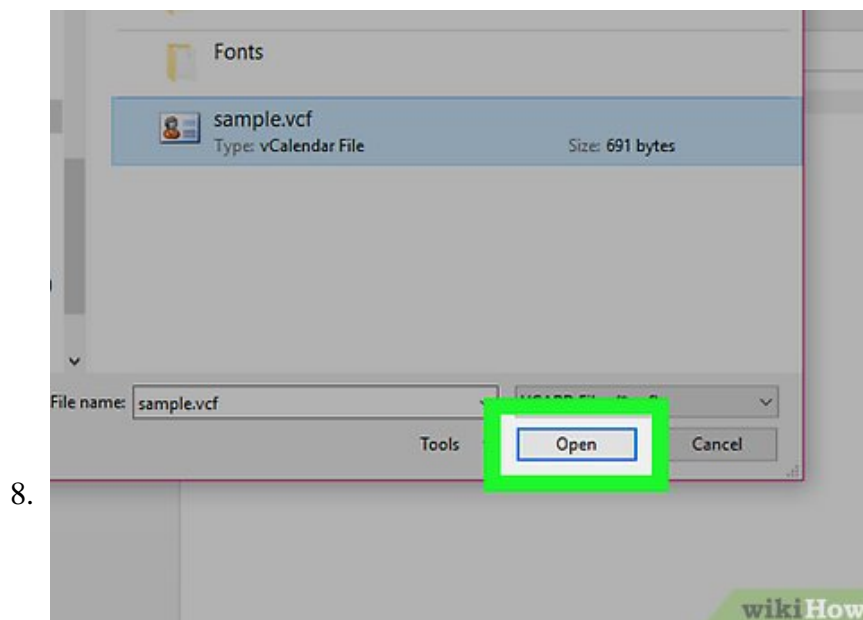 Fonts
sample.vcf
Type: vCalendar File Size: 691 bytes
File name: sample.vcf
Tools Open Cancel
8.
wikiHow